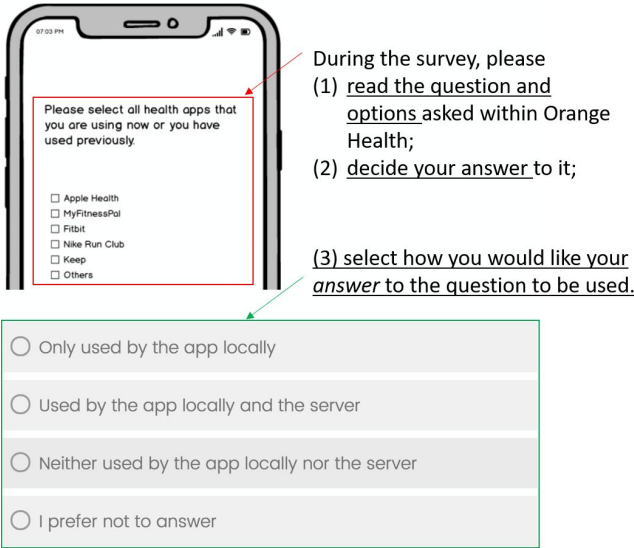 07:03 PM
Please select all health apps that
you are using now or you have
used previously.
Apple Health
MyFitnessPal
Fitbit
Nike Run Club
Keep
Others
During the survey, please
(1) read the question and
options asked within Orange
Health;
(2) decide your answer to it;
(3) select how you would like your
answer to the question to be used.
Only used by the app locally
Used by the app locally and the server
Neither used by the app locally nor the server
I prefer not to answer